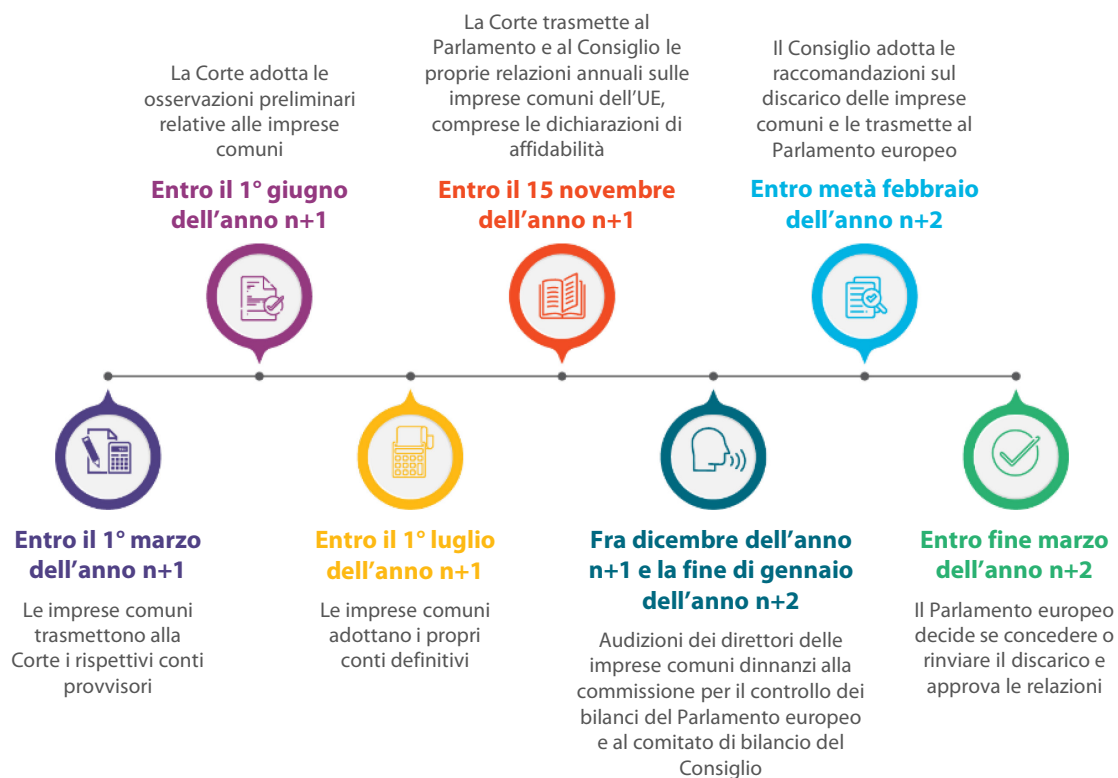 La Corte adotta le
osservazioni preliminari
relative alle imprese
comuni
Entro il 1° giugno
dell’anno n+1
La Corte trasmette al
Parlamento e al Consiglio le
proprie relazioni annuali sulle
imprese comuni dell’UE,
comprese le dichiarazioni di
affidabilità
Entro il 15 novembre
dell’anno n+1
Il Consiglio adotta le
raccomandazioni sul
discarico delle imprese
comuni e le trasmette al
Parlamento europeo
Entro metà febbraio
dell’anno n+2
Entro il 1° marzo
dell’anno n+1
Le imprese comuni
trasmettono alla
Corte i rispettivi conti
provvisori
Entro il 1° luglio
dell’anno n+1
Le imprese comuni
adottano i propri
conti definitivi
Fra dicembre dell’anno
n+1 e la fine di gennaio
dell’anno n+2
Audizioni dei direttori delle
imprese comuni dinnanzi alla
commissione per il controllo dei
bilanci del Parlamento europeo
e al comitato di bilancio del
Consiglio
Entro fine marzo
dell’anno n+2
Il Parlamento europeo
decide se concedere o
rinviare il discarico e
approva le relazioni